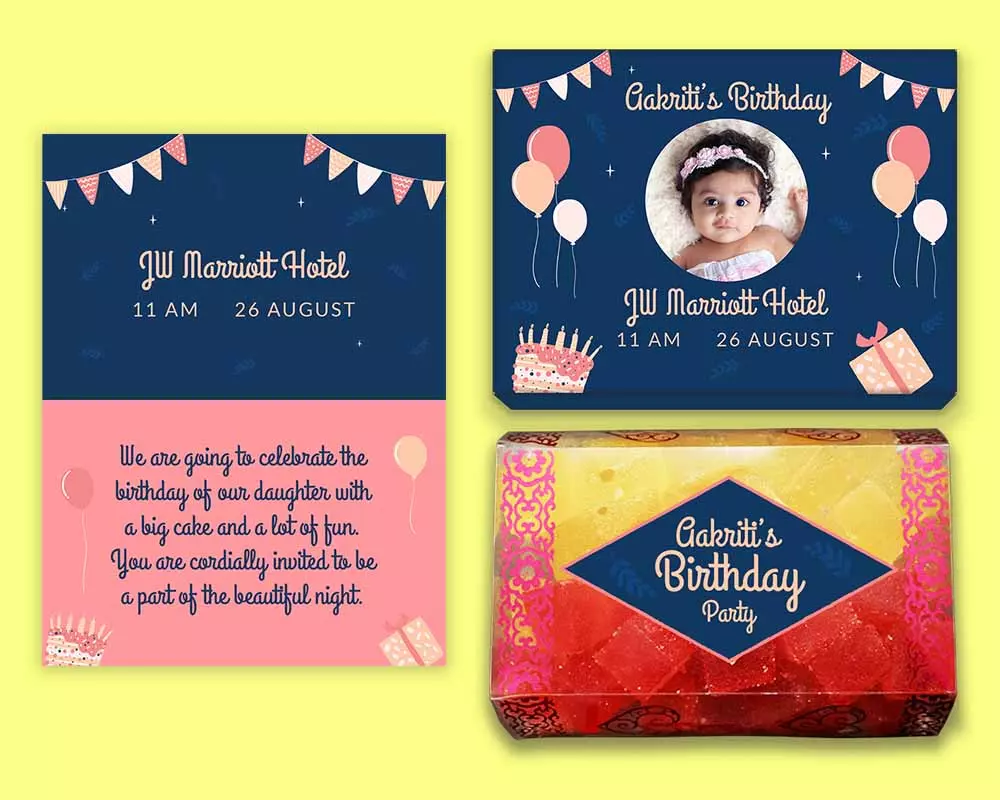 JW Marriott Hotel
11 AM 26 AUGUST
We are going to celebrate the
birthday of our daughter with
a big cake and a lot of fun.
You are cordially invited to be
a part of the beautiful night.
Aakriti's Birthday
JW Marriott Hotel
11 AM 26 AUGUST
Aakriti's
Birthday
Party